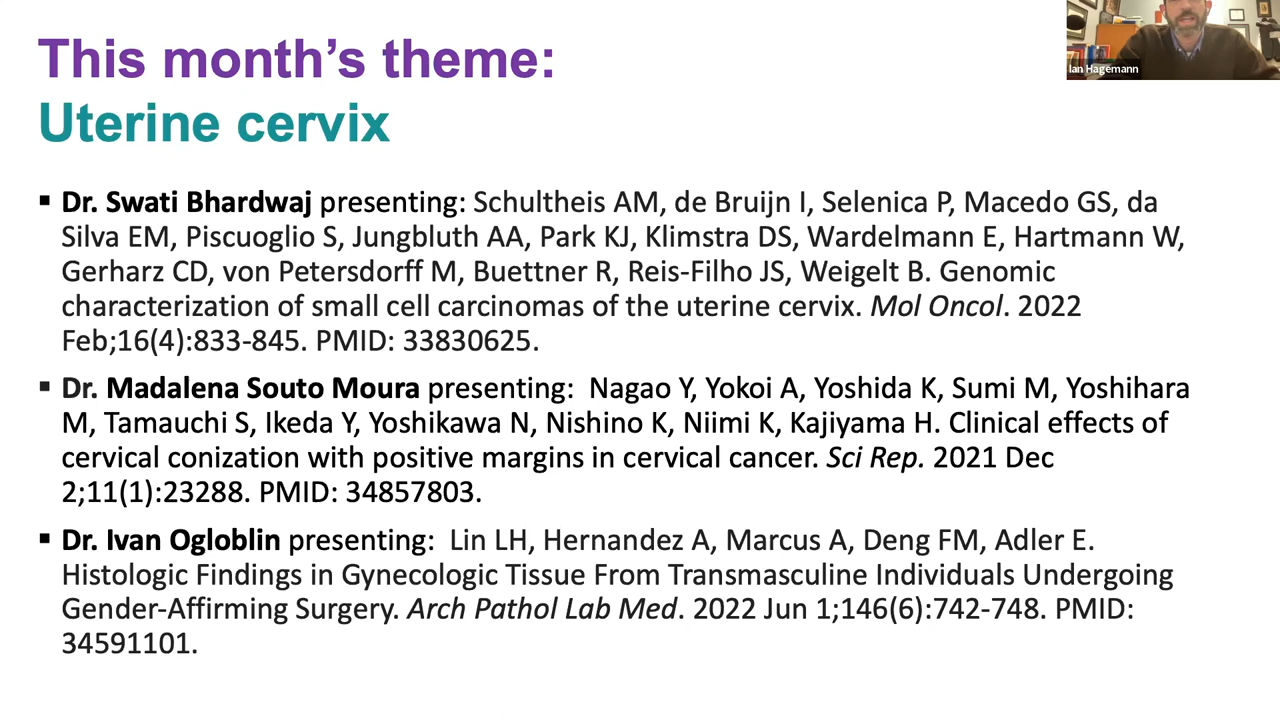 This month's theme:
Uterine cervix
Ian Hagemann
▪ Dr. Swati Bhardwaj presenting: Schultheis AM, de Bruijn I, Selenica P, Macedo GS, da
Silva EM, Piscuoglio S, Jungbluth AA, Park KJ, Klimstra DS, Wardelmann E, Hartmann W,
Gerharz CD, von Petersdorff M, Buettner R, Reis-Filho JS, Weigelt B. Genomic
characterization of small cell carcinomas of the uterine cervix. Mol Oncol. 2022
Feb;16(4):833-845. PMID: 33830625.
▪ Dr. Madalena Souto Moura presenting: Nagao Y, Yokoi A, Yoshida K, Sumi M, Yoshihara
M, Tamauchi S, Ikeda Y, Yoshikawa N, Nishino K, Niimi K, Kajiyama H. Clinical effects of
cervical conization with positive margins in cervical cancer. Sci Rep. 2021 Dec
2;11(1):23288. PMID: 34857803.
▪ Dr. Ivan Ogloblin presenting: Lin LH, Hernandez A, Marcus A, Deng FM, Adler E.
Histologic Findings in Gynecologic Tissue From Transmasculine Individuals Undergoing
Gender-Affirming Surgery. Arch Pathol Lab Med. 2022 Jun 1;146(6):742-748. PMID:
34591101.